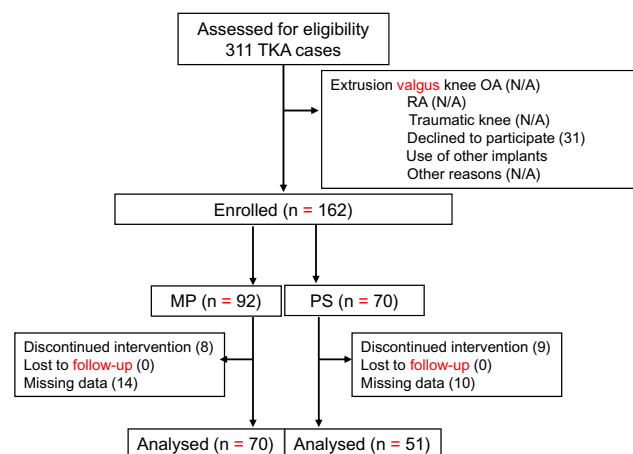 Assessed for eligibility
311 TKA cases
Extrusion valgus knee OA (N/A)
RA (N/A)
Traumatic knee (N/A)
Declined to participate (31)
Use of other implants
Other reasons (N/A)
Enrolled (n = 162)
MP (n = 92)
PS (n = 70)
Discontinued intervention (8)
Lost to follow-up (0)
Missing data (14)
Discontinued intervention (9)
Lost to follow-up (0)
Missing data (10)
Analysed (n = 70)
Analysed (n = 51)